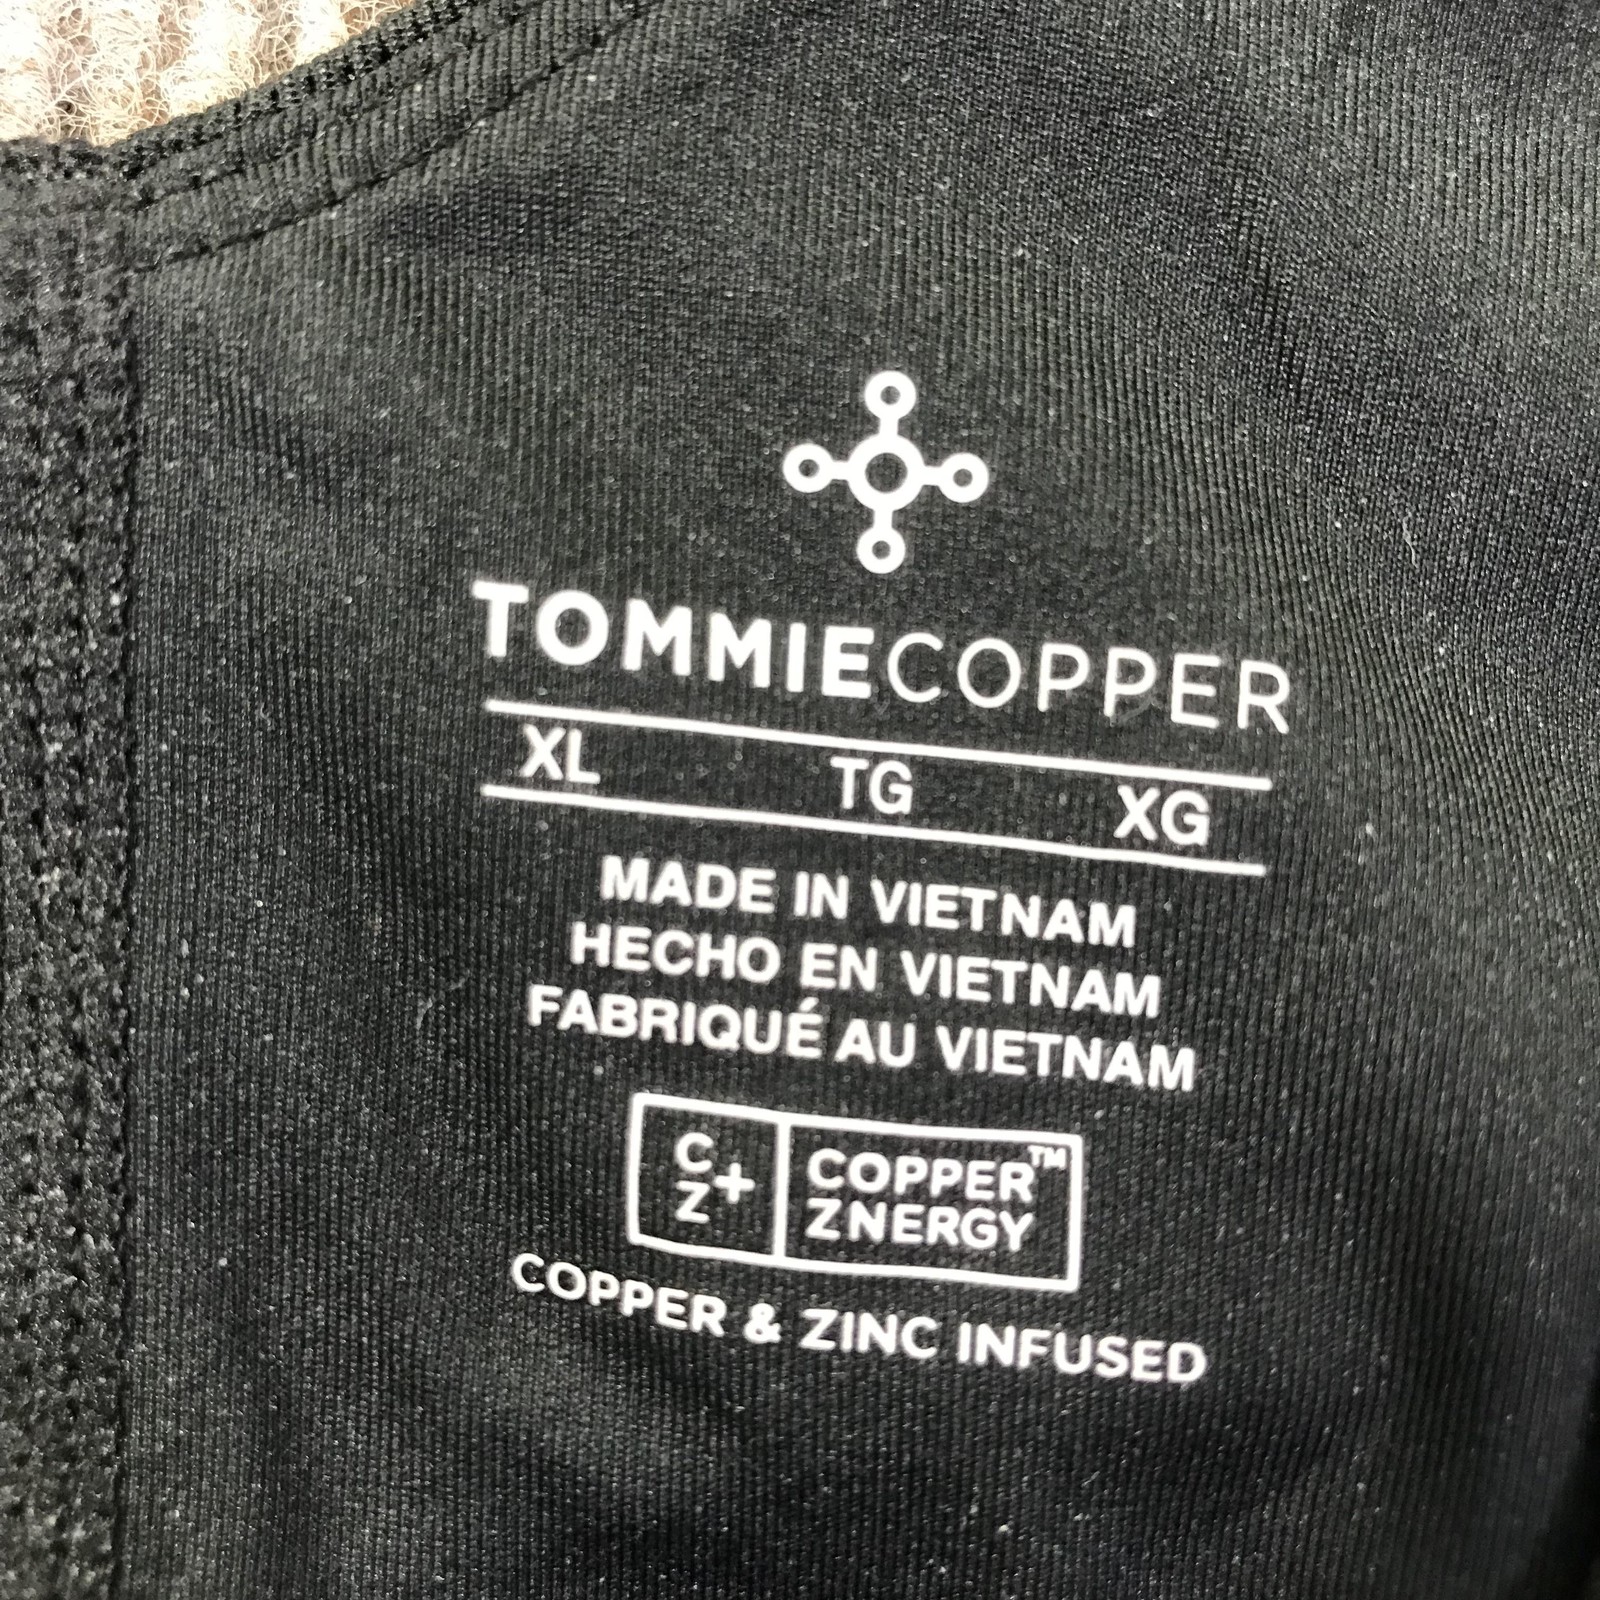 TOMMIECOPPER
XL TG XG
MADE IN VIETNAM
HECHO EN VIETNAM
FABRIQUÉ AU VIETNAM
C
Z
+
COPPER™
ZNERGY
COPPER & ZINC INFUSED